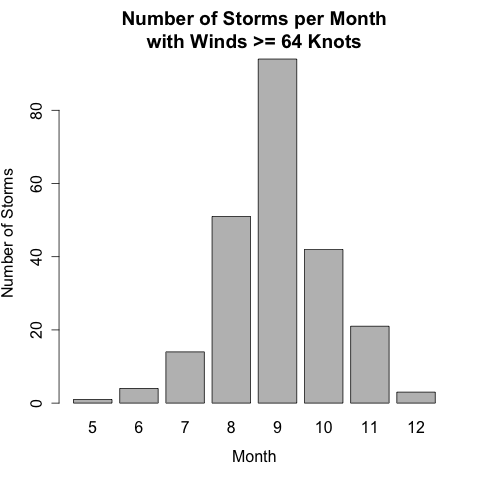 Number of Storms per Month
with Winds >= 64 Knots
Number of Storms
80
60
40
20
0
5 6 7 8 9 10 11 12
Month